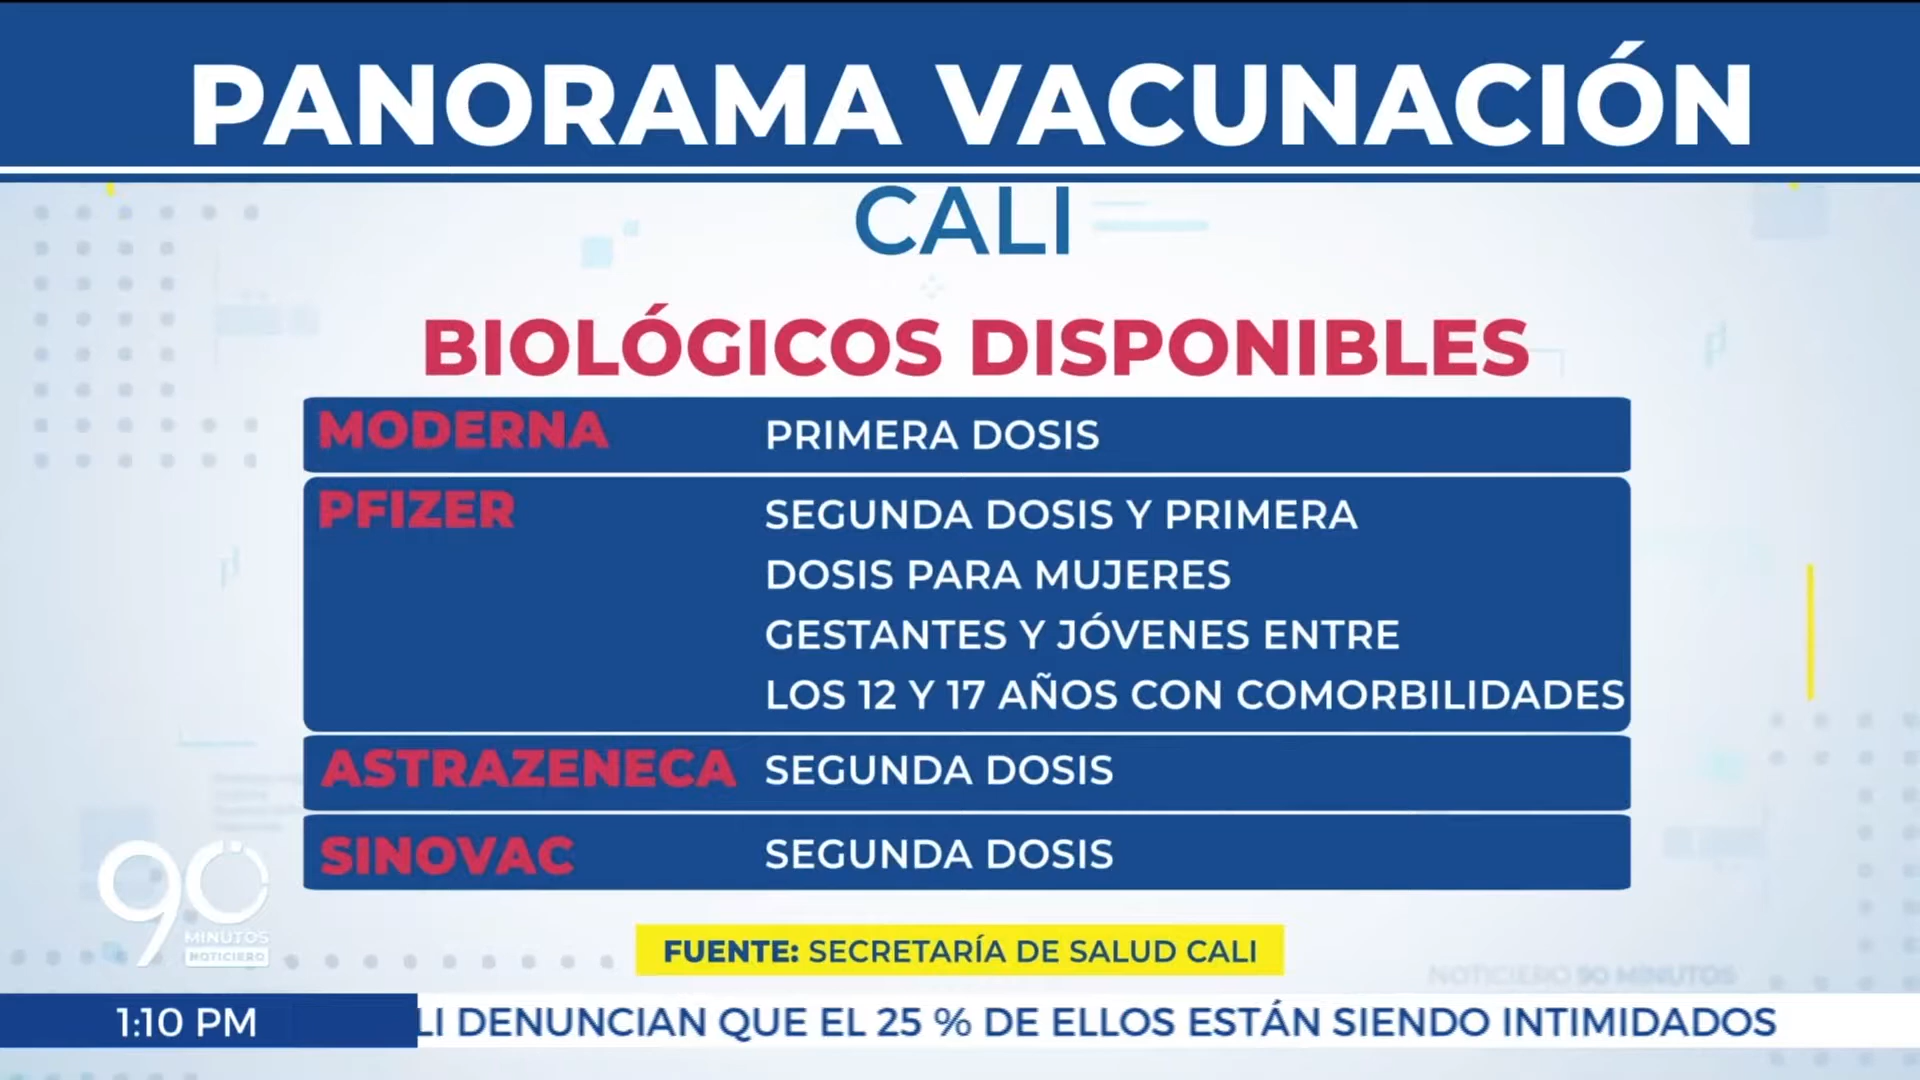 PANORAMA VACUNACIÓN
CALI
BIOLÓGICOS DISPONIBLES
MODERNA PRIMERA DOSIS
PFIZER SEGUNDA DOSIS Y PRIMERA
DOSIS PARA MUJERES
GESTANTES Y JÓVENES ENTRE
LOS 12 Y 17 AÑOS CON COMORBILIDADES
ASTRAZENECA SEGUNDA DOSIS
SINOVAC SEGUNDA DOSIS
90
MINUTOS
NOTICIERO
FUENTE: SECRETARÍA DE SALUD CALI
NOTICIERO 90 MINUTOS
1:10 PM LI DENUNCIAN QUE EL 25 % DE ELLOS ESTÁN SIENDO INTIMIDADOS